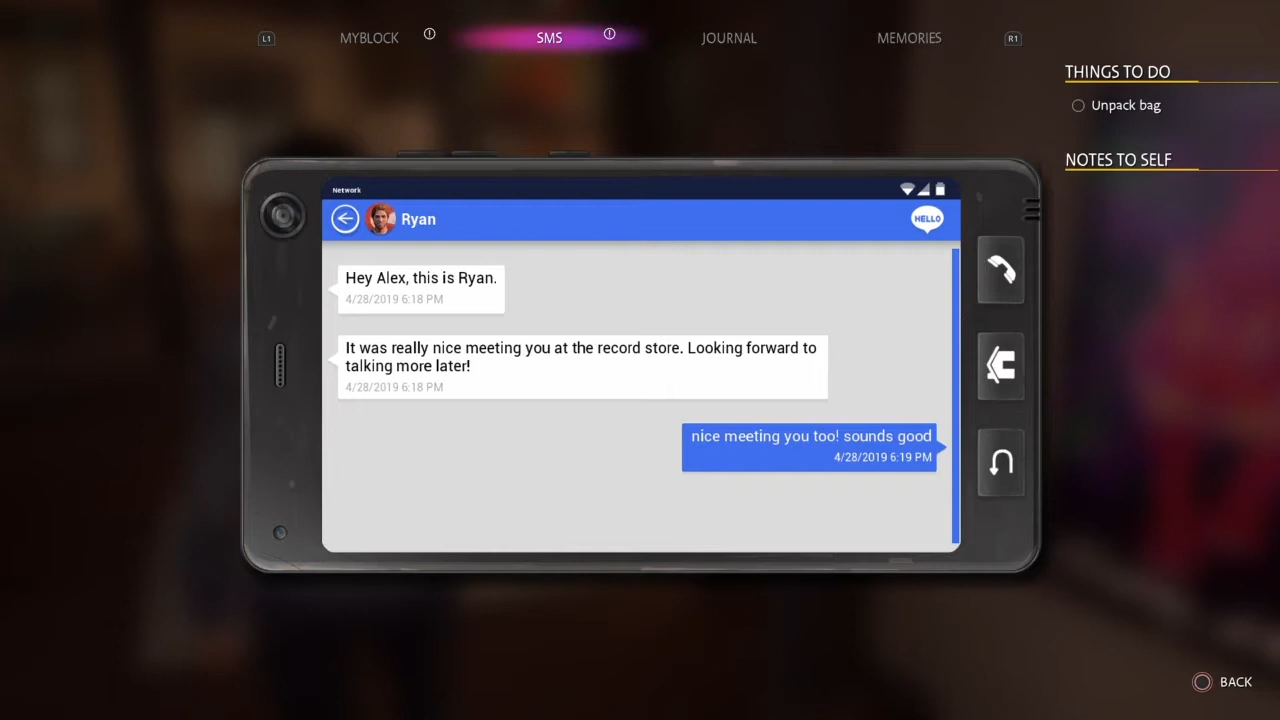 L1
MYBLOCK
SMS
JOURNAL
MEMORIES
R1
THINGS TO DO
Unpack bag
NOTES TO SELF
Network
Ryan
HELLO
Hey Alex, this is Ryan.
4/28/2019 6:18 PM
It was really nice meeting you at the record store. Looking forward to
talking more later!
4/28/2019 6:18 PM
nice meeting you too! sounds good
4/28/2019 6:19 PM
BACK